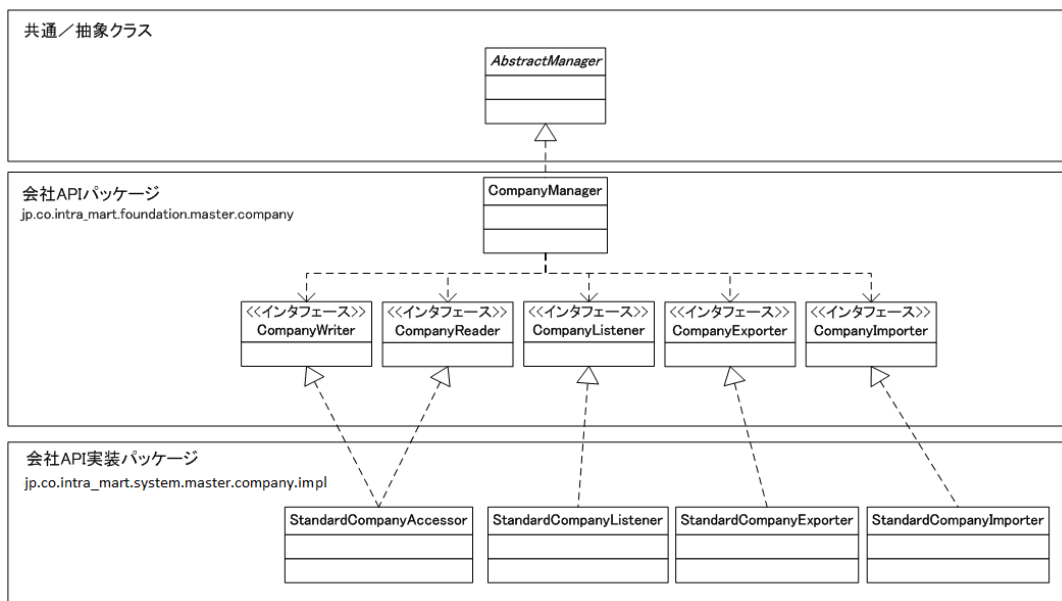 共通／抽象クラス
AbstractManager
会社APIパッケージ
jp.co.intra_mart.foundation.master.company
CompanyManager
<<インタフェース>>
CompanyWriter
<<インタフェース>>
CompanyReader
<<インタフェース>>
CompanyListener
<<インタフェース>>
CompanyExporter
<<インタフェース>>
CompanyImporter
会社API実装パッケージ
jp.co.intra_mart.system.master.company.impl
StandardCompanyAccessor
StandardCompanyListener
StandardCompanyExporter
StandardCompanyImporter